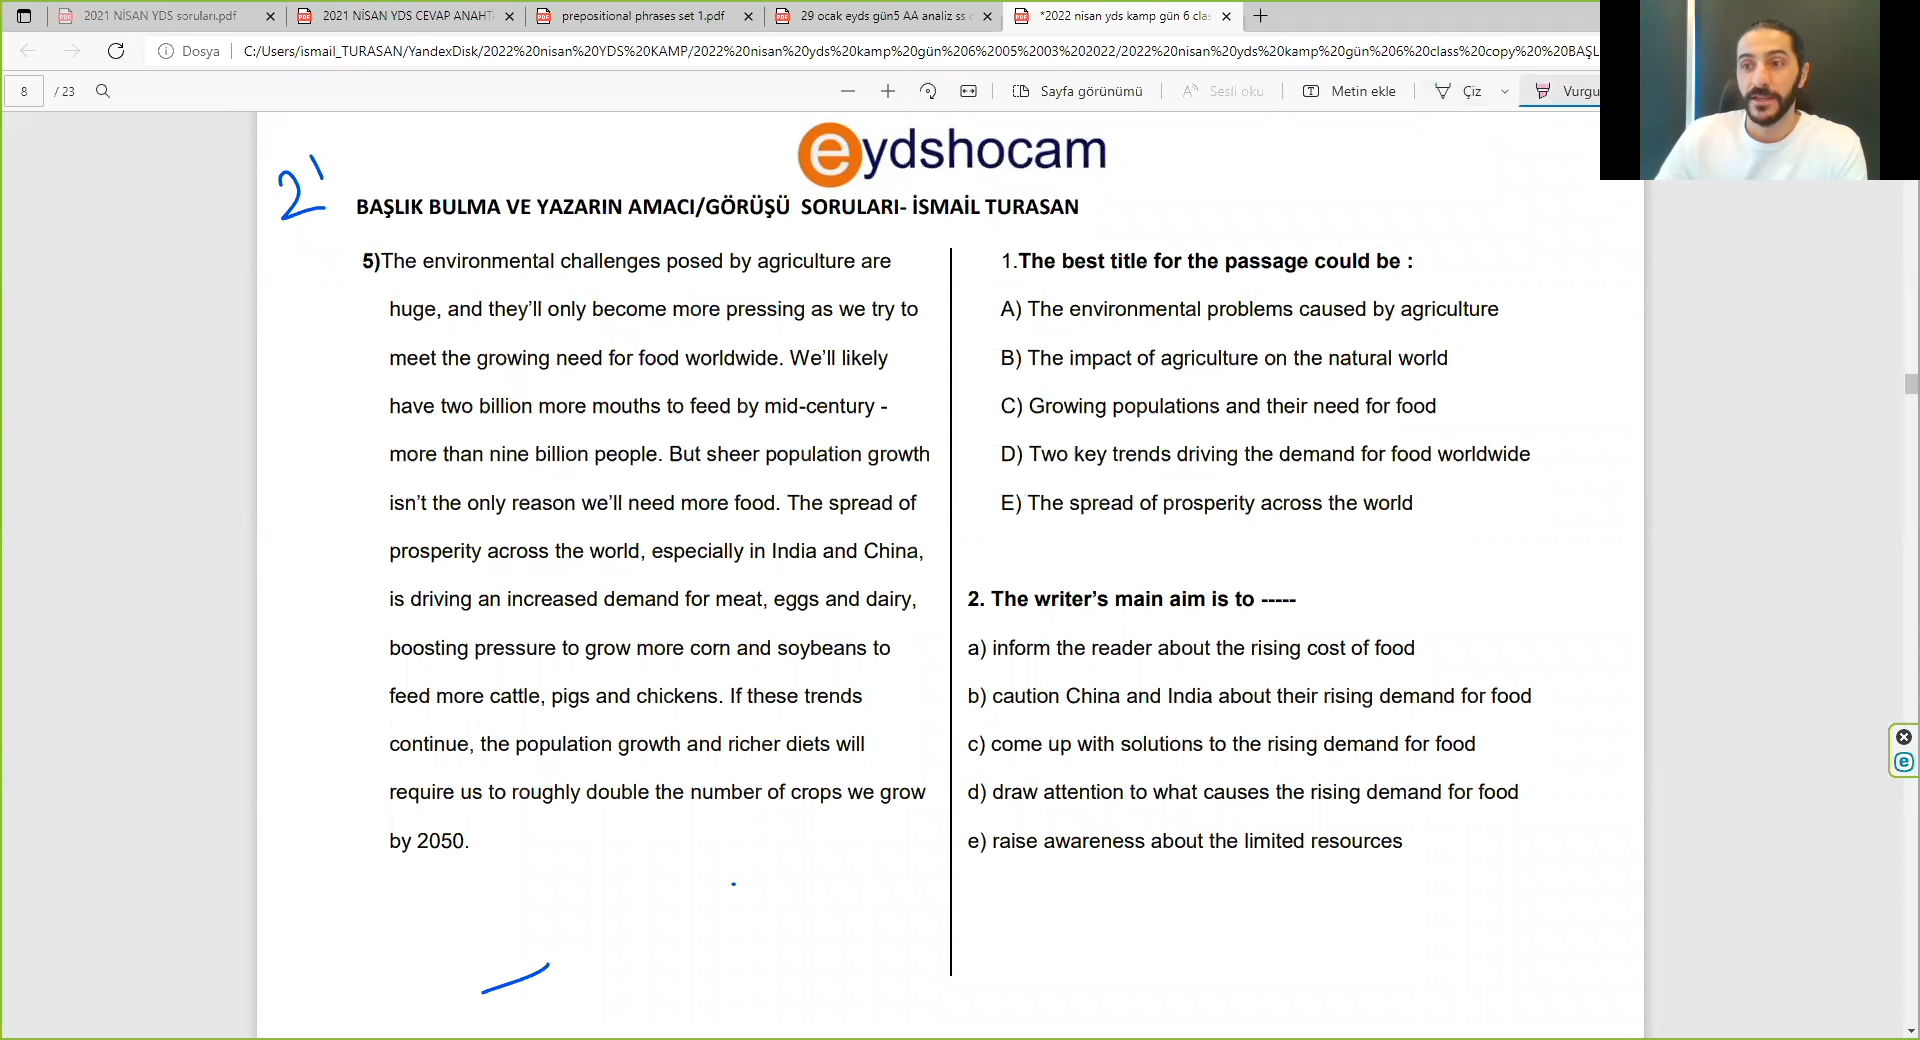 2021 NİSAN YDS soruları.pdf
2021 NİSAN YDS CEVAP ANAHT
prepositional phrases set 1.pdf
29 ocak eyds gün5 AA analiz ss
*2022 nisan yds kamp gün 6 cla
Dosya
C:/Users/ismail_TURASAN/YandexDisk/2022%20nisan%20YDS%20KAMP/2022%20nisan%20yds%20kamp%20gün%206%2005%2003%202022/2022%20nisan%20yds%20kamp%20gün%206%20class%20copy%20%20BAŞL
8 / 23
Sayfa görünümü
Sesli oku
Metin ekle
Çiz
Vurgu
eydshocam
2'
BAŞLIK BULMA VE YAZARIN AMACI/GÖRÜŞÜ SORULARI- İSMAİL TURASAN
5)The environmental challenges posed by agriculture are
huge, and they'll only become more pressing as we try to
meet the growing need for food worldwide. We'll likely
have two billion more mouths to feed by mid-century -
more than nine billion people. But sheer population growth
isn't the only reason we'll need more food. The spread of
prosperity across the world, especially in India and China,
is driving an increased demand for meat, eggs and dairy,
boosting pressure to grow more corn and soybeans to
feed more cattle, pigs and chickens. If these trends
continue, the population growth and richer diets will
require us to roughly double the number of crops we grow
by 2050.
1.The best title for the passage could be :
A) The environmental problems caused by agriculture
B) The impact of agriculture on the natural world
C) Growing populations and their need for food
D) Two key trends driving the demand for food worldwide
E) The spread of prosperity across the world
2. The writer's main aim is to -----
a) inform the reader about the rising cost of food
b) caution China and India about their rising demand for food
c) come up with solutions to the rising demand for food
d) draw attention to what causes the rising demand for food
e) raise awareness about the limited resources